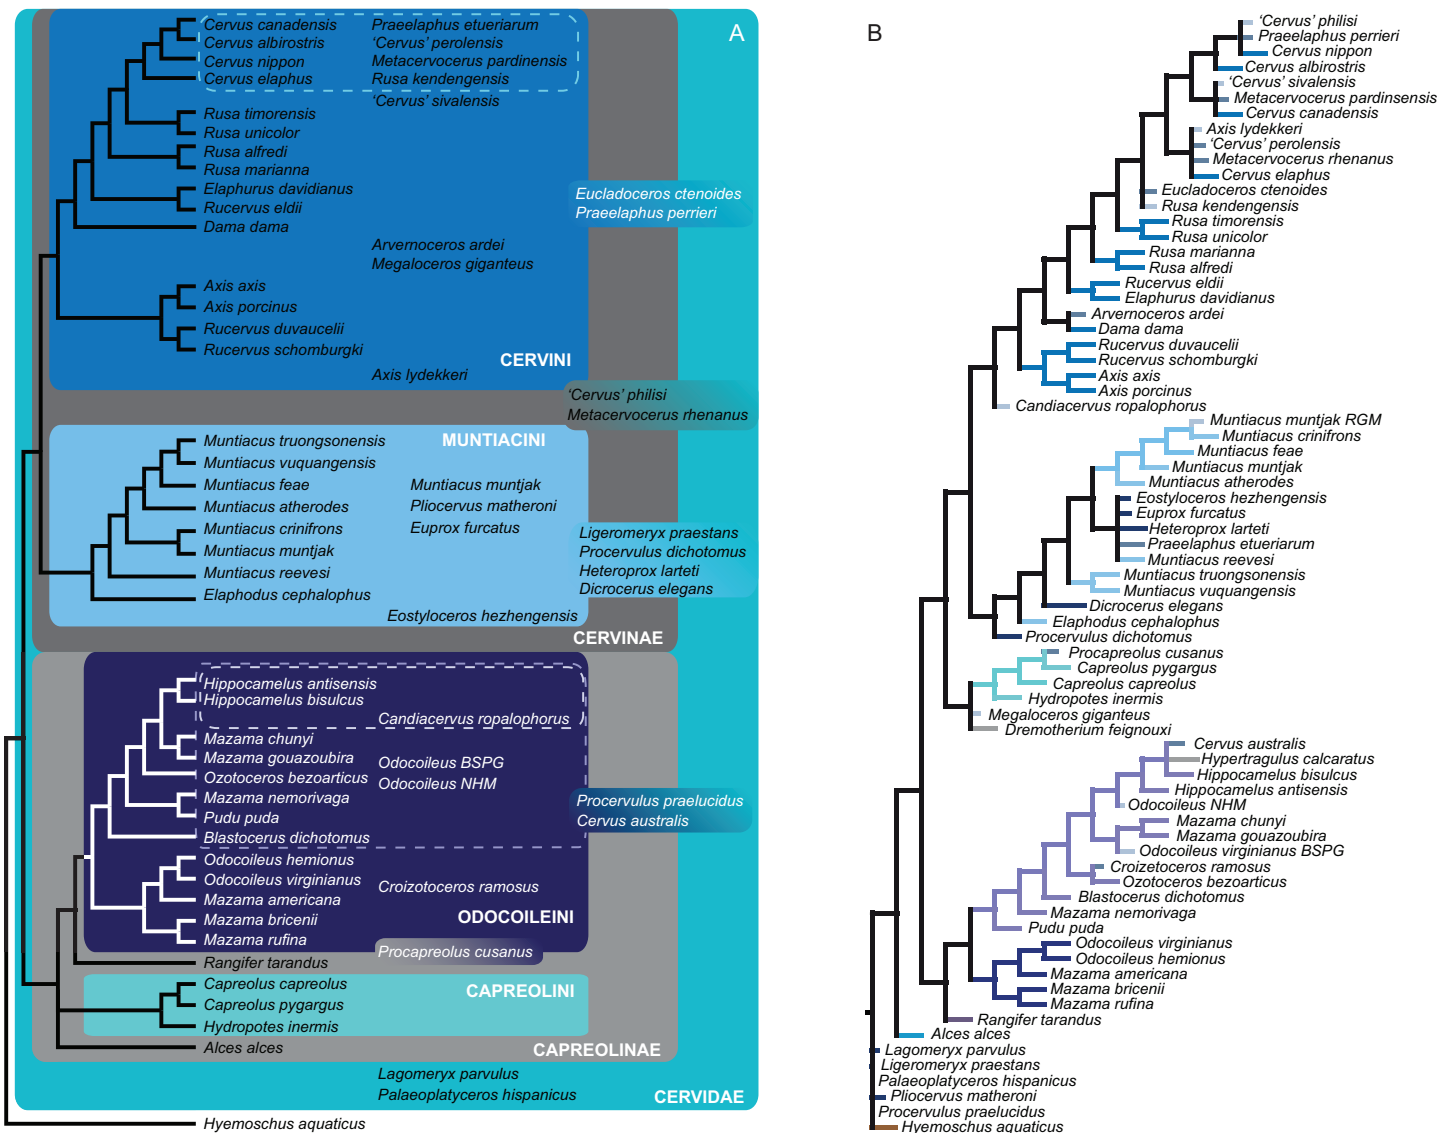 A
Cervus canadensis
Praeelaphus etueriarum
Cervus albirostris
‘Cervus’ perolensis
Cervus nippon
Metacervocerus pardinensis
Cervus elaphus
Rusa kendengensis
‘Cervus’ sivalensis
Rusa timorensis
Rusa unicolor
Rusa alfredi
Rusa marianna
Elaphurus davidianus
Rucervus eldii
Dama dama
Eucladoceros ctenoides
Praeelaphus perrieri
Arvernoceros ardei
Megaloceros giganteus
Axis axis
Axis porcinus
Rucervus duvaucelii
Rucervus schomburgki
CERVINI
Axis lydekkeri
‘Cervus’ philisi
Metacervocerus rhenanus
MUNTIACINI
Muntiacus truongsonensis
Muntiacus vuquangensis
Muntiacus feae
Muntiacus muntjak
Muntiacus atherodes
Pliocervus matheroni
Muntiacus crinifrons
Euprox furcatus
Muntiacus muntjak
Muntiacus reevesi
Elaphodus cephalophus
Ligeromeryx praestans
Procervulus dichotomus
Heteroprox larteti
Dicrocerus elegans
Eostyloceros hezhengensis
CERVINAE
Hippocamelus antisensis
Hippocamelus bisulcus
Candiacervus ropalophorus
Mazama chunyi
Mazama gouazoubira
Odocoileus BSPG
Ozotoceros bezoarticus
Odocoileus NHM
Mazama nemorivaga
Pudu puda
Blastocerus dichotomus
Procervulus praelucidus
Cervus australis
Odocoileus hemionus
Odocoileus virginianus
Croizotoceros ramosus
Mazama americana
Mazama bricenii
Mazama rufina
ODOCOILEINI
Procapreolus cusanus
Rangifer tarandus
Capreolus capreolus
CAPREOLINI
Capreolus pygargus
Hydropotes inermis
Alces alces
CAPREOLINAE
Lagomeryx parvulus
Palaeoplatyceros hispanicus
CERVIDAE
Hyemoschus aquaticus
B
‘Cervus’ philisi
Praeelaphus perrieri
Cervus nippon
Cervus albirostris
‘Cervus’ sivalensis
Metacervocerus pardinsensis
Cervus canadensis
Axis lydekkeri
‘Cervus’ perolensis
Metacervocerus rhenanus
Cervus elaphus
Eucladoceros ctenoides
Rusa kendengensis
Rusa timorensis
Rusa unicolor
Rusa marianna
Rusa alfredi
Rucervus eldii
Elaphurus davidianus
Arvernoceros ardei
Dama dama
Rucervus duvaucelii
Rucervus schomburgki
Axis axis
Axis porcinus
Candiacervus ropalophorus
Muntiacus muntjak RGM
Muntiacus crinifrons
Muntiacus feae
Muntiacus muntjak
Muntiacus atherodes
Eostyloceros hezhengensis
Euprox furcatus
Heteroprox larteti
Praeelaphus etueriarum
Muntiacus reevesi
Muntiacus truongsonensis
Muntiacus vuquangensis
Dicrocerus elegans
Elaphodus cephalophus
Procervulus dichotomus
Procapreolus cusanus
Capreolus pygargus
Capreolus capreolus
Hydropotes inermis
Megaloceros giganteus
Dremotherium feignouxi
Cervus australis
Hypertragulus calcaratus
Hippocamelus bisulcus
Hippocamelus antisensis
Odocoileus NHM
Mazama chunyi
Mazama gouazoubira
Odocoileus virginianus BSPG
Croizetoceros ramosus
Ozotoceros bezoarticus
Blastocerus dichotomus
Mazama nemorivaga
Pudu puda
Odocoileus virginianus
Odocoileus hemionus
Mazama americana
Mazama bricenii
Mazama rufina
Rangifer tarandus
Alces alces
Lagomeryx parvulus
Ligeromeryx praestans
Palaeoplatyceros hispanicus
Pliocervus matheroni
Procervulus praelucidus
Hyemoschus aquaticus